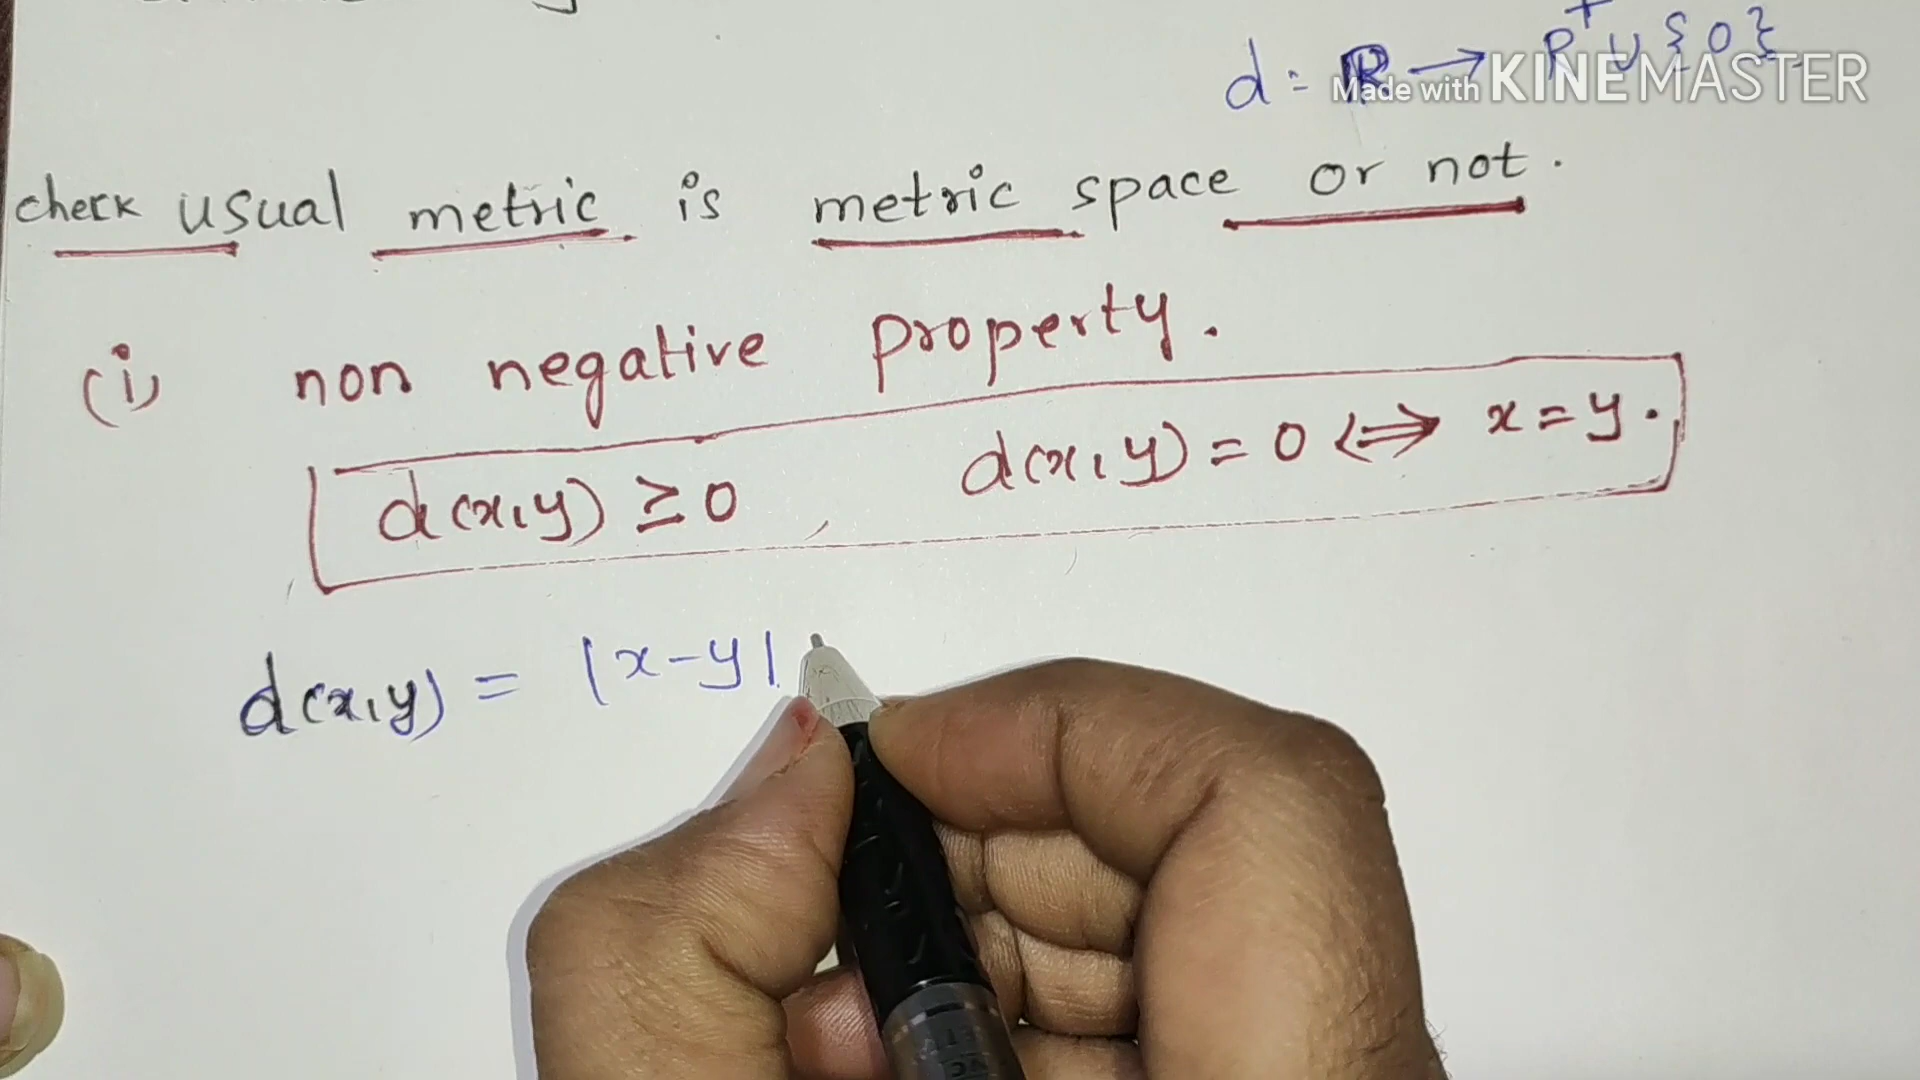 d : R → R⁺ ∪ {0}
Made with KINEMASTER
check usual metric is metric space or not.
(i) non negative property.
d(x,y) ≥ 0 , d(x,y) = 0 ⇔ x = y.
d(x,y) = |x-y|